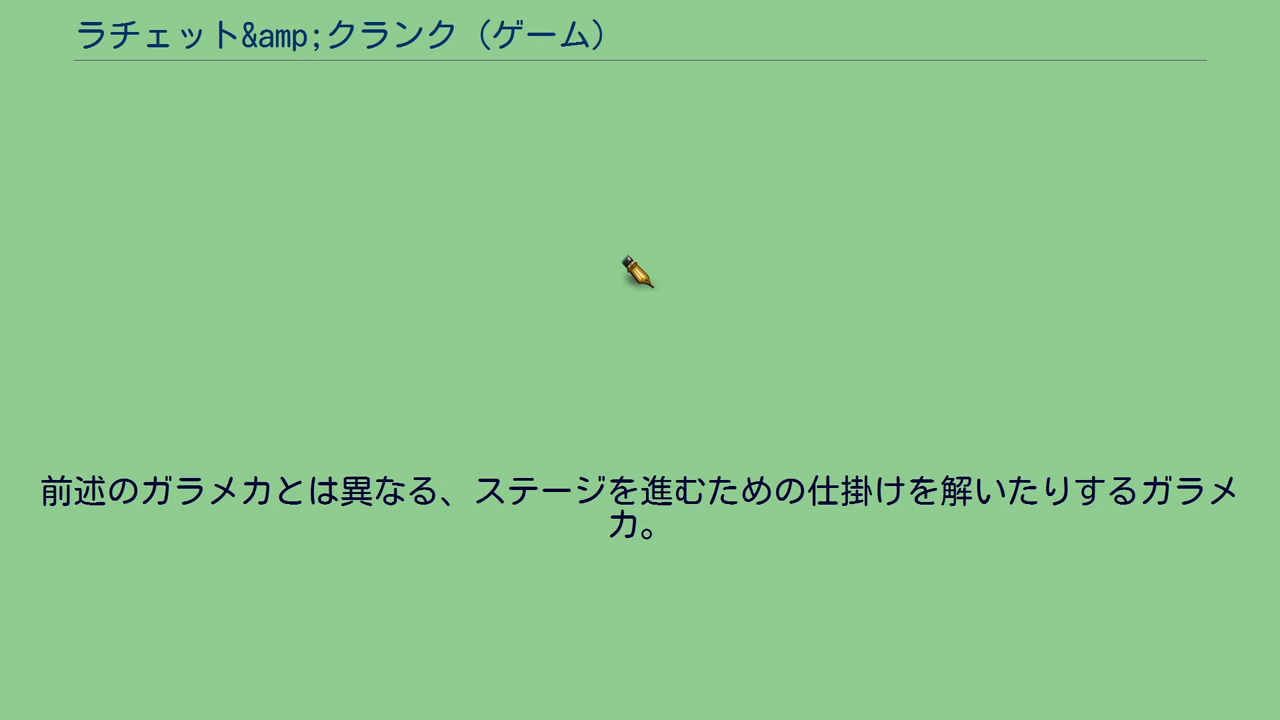 ラチェット&amp;クランク（ゲーム）
前述のガラメカとは異なる、ステージを進むための仕掛けを解いたりするガラメ
カ。